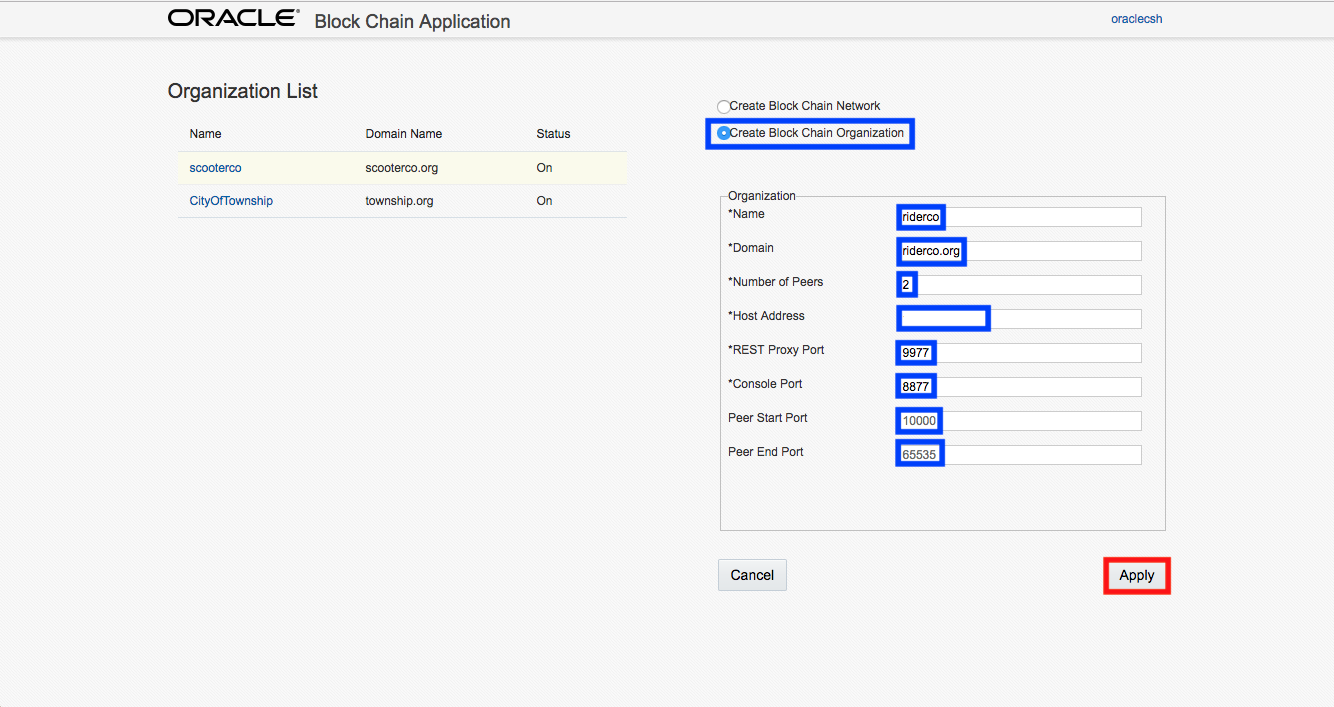 ORACLE® Block Chain Application
oraclecsh
Organization List
Name Domain Name Status
scooterco scooterco.org On
CityOfTownship township.org On
Create Block Chain Network
Create Block Chain Organization
Organization
*Name riderco
*Domain riderco.org
*Number of Peers 2
*Host Address
*REST Proxy Port 9977
*Console Port 8877
Peer Start Port 10000
Peer End Port 65535
Cancel Apply